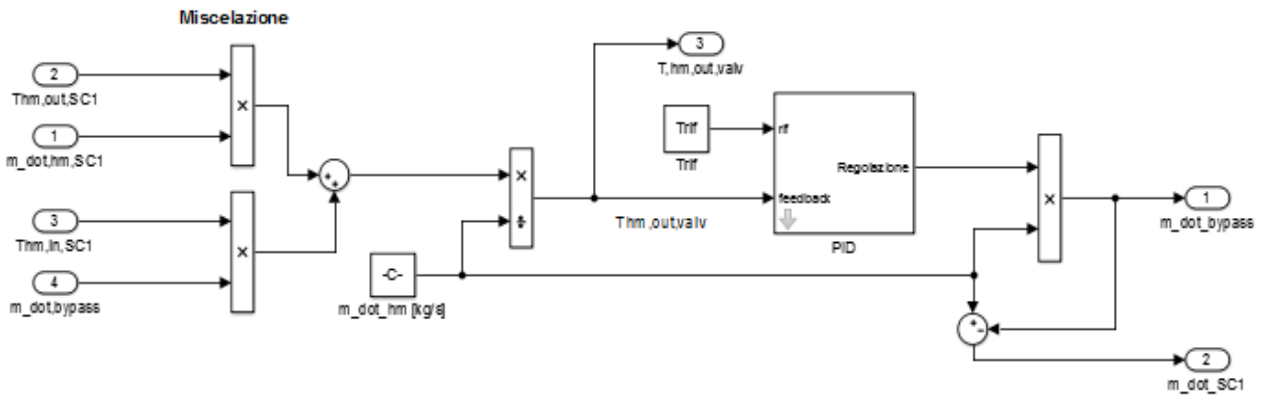 Miscelazione
2
Thm,out,SC1
1
m_dot,hm,SC1
×
3
Thm,in,SC1
4
m_dot,bypass
×
+
+
×
÷
-C-
m_dot_hm [kg/s]
3
T,hm,out,valv
Thm,out,valv
Trif
Trif
rif
feedback
Regolazione
PID
×
+
−
1
m_dot_bypass
2
m_dot_SC1